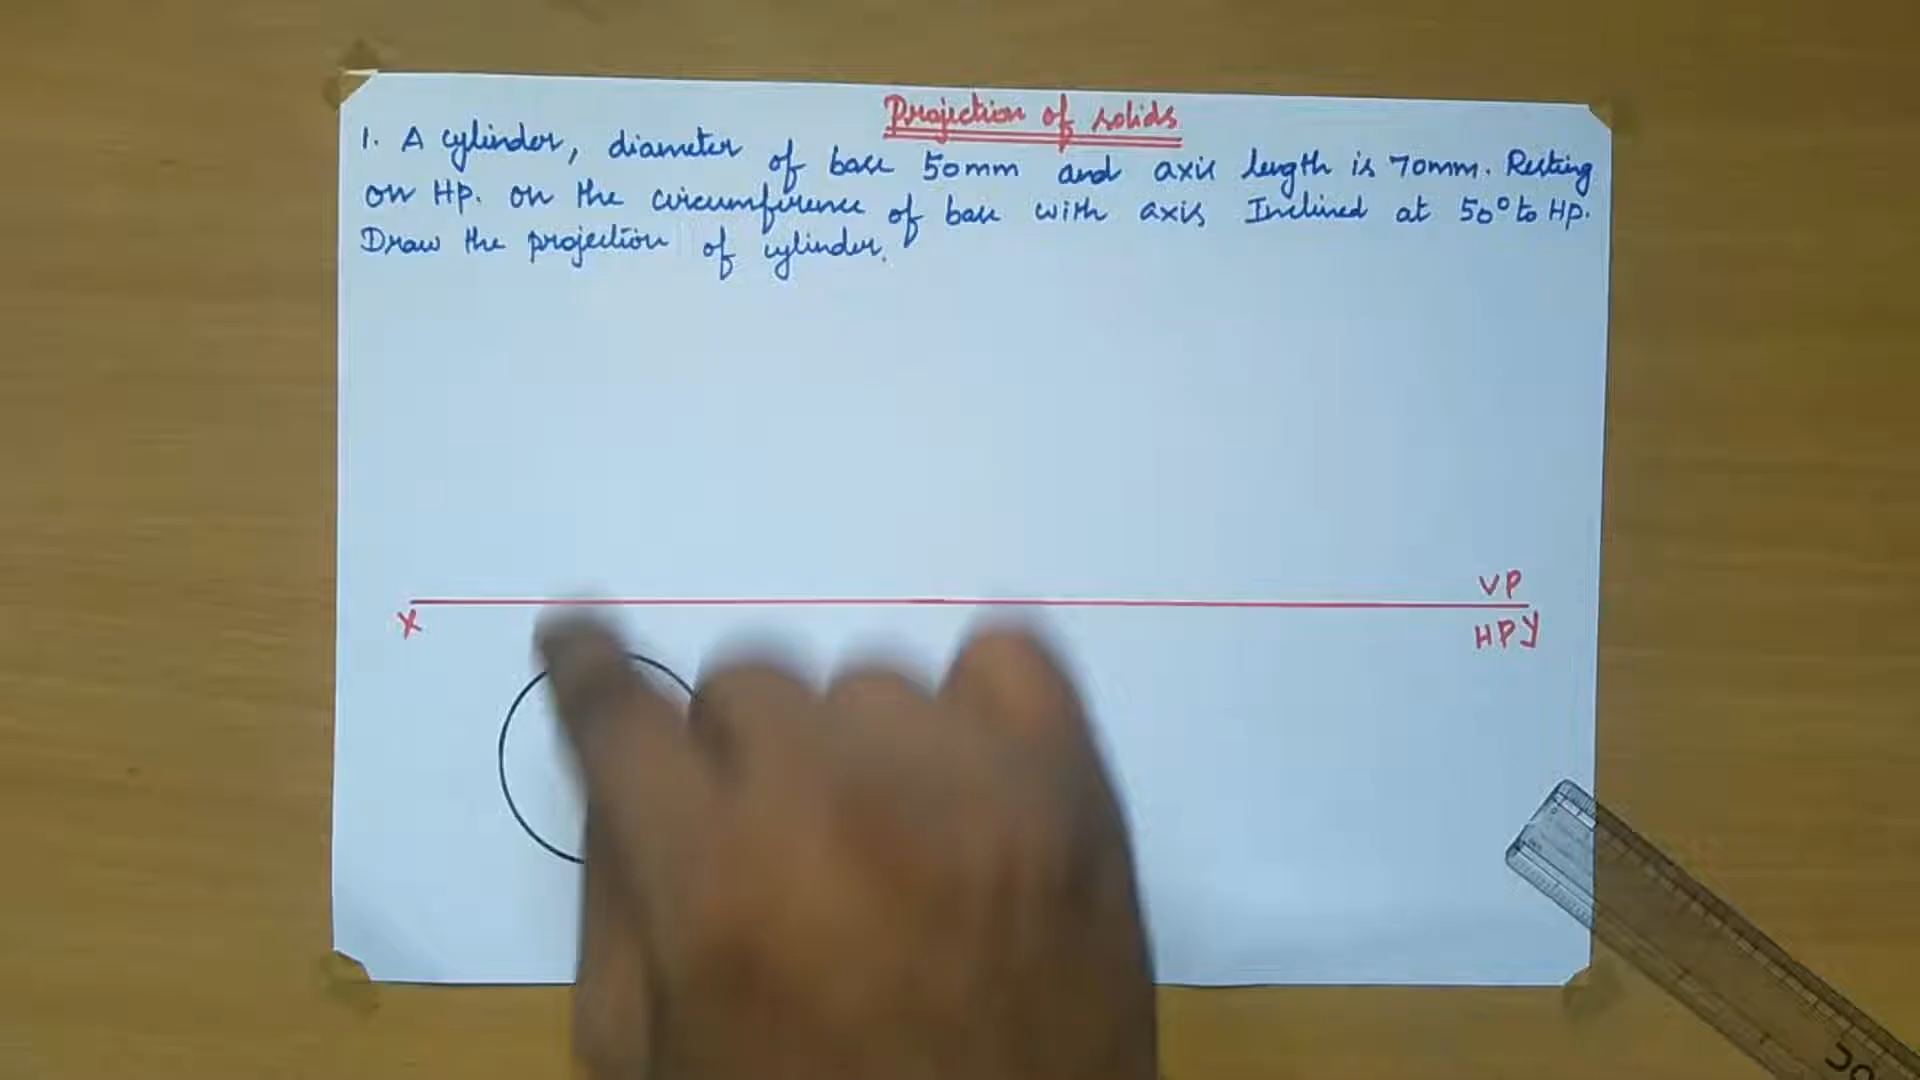 Projection of solids
1. A cylinder, diameter of base 50mm and axis length is 70mm. Resting
on HP. on the circumference of base with axis Inclined at 50° to HP.
Draw the projection of cylinder.
VP
X
HP Y
30